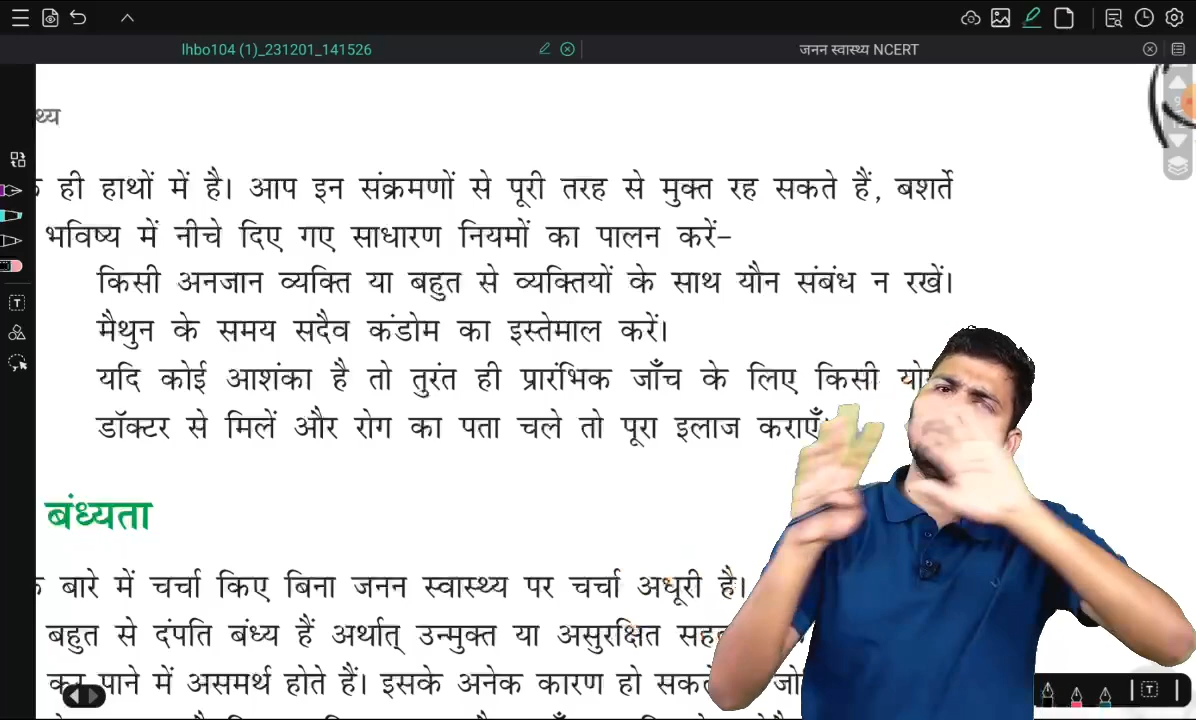 lhbo104 (1)_231201_141526
जनन स्वास्थ्य NCERT
ही हाथों में है। आप इन संक्रमणों से पूरी तरह से मुक्त रह सकते हैं, बशर्ते
भविष्य में नीचे दिए गए साधारण नियमों का पालन करें–
किसी अनजान व्यक्ति या बहुत से व्यक्तियों के साथ यौन संबंध न रखें।
मैथुन के समय सदैव कंडोम का इस्तेमाल करें।
यदि कोई आशंका है तो तुरंत ही प्रारंभिक जाँच के लिए किसी
डॉक्टर से मिलें और रोग का पता चले तो पूरा इलाज कराएँ
बंध्यता
बारे में चर्चा किए बिना जनन स्वास्थ्य पर चर्चा अधूरी है।
बहुत से दंपति बंध्य हैं अर्थात् उन्मुक्त या असुरक्षित
पाने में असमर्थ होते हैं। इसके अनेक कारण हो सकते